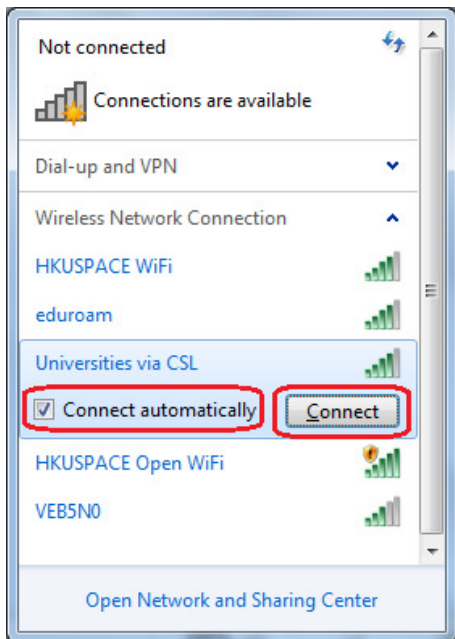 Not connected
Connections are available
Dial-up and VPN
Wireless Network Connection
HKUSPACE WiFi
eduroam
Universities via CSL
Connect automatically Connect
HKUSPACE Open WiFi
VEB5N0
Open Network and Sharing Center